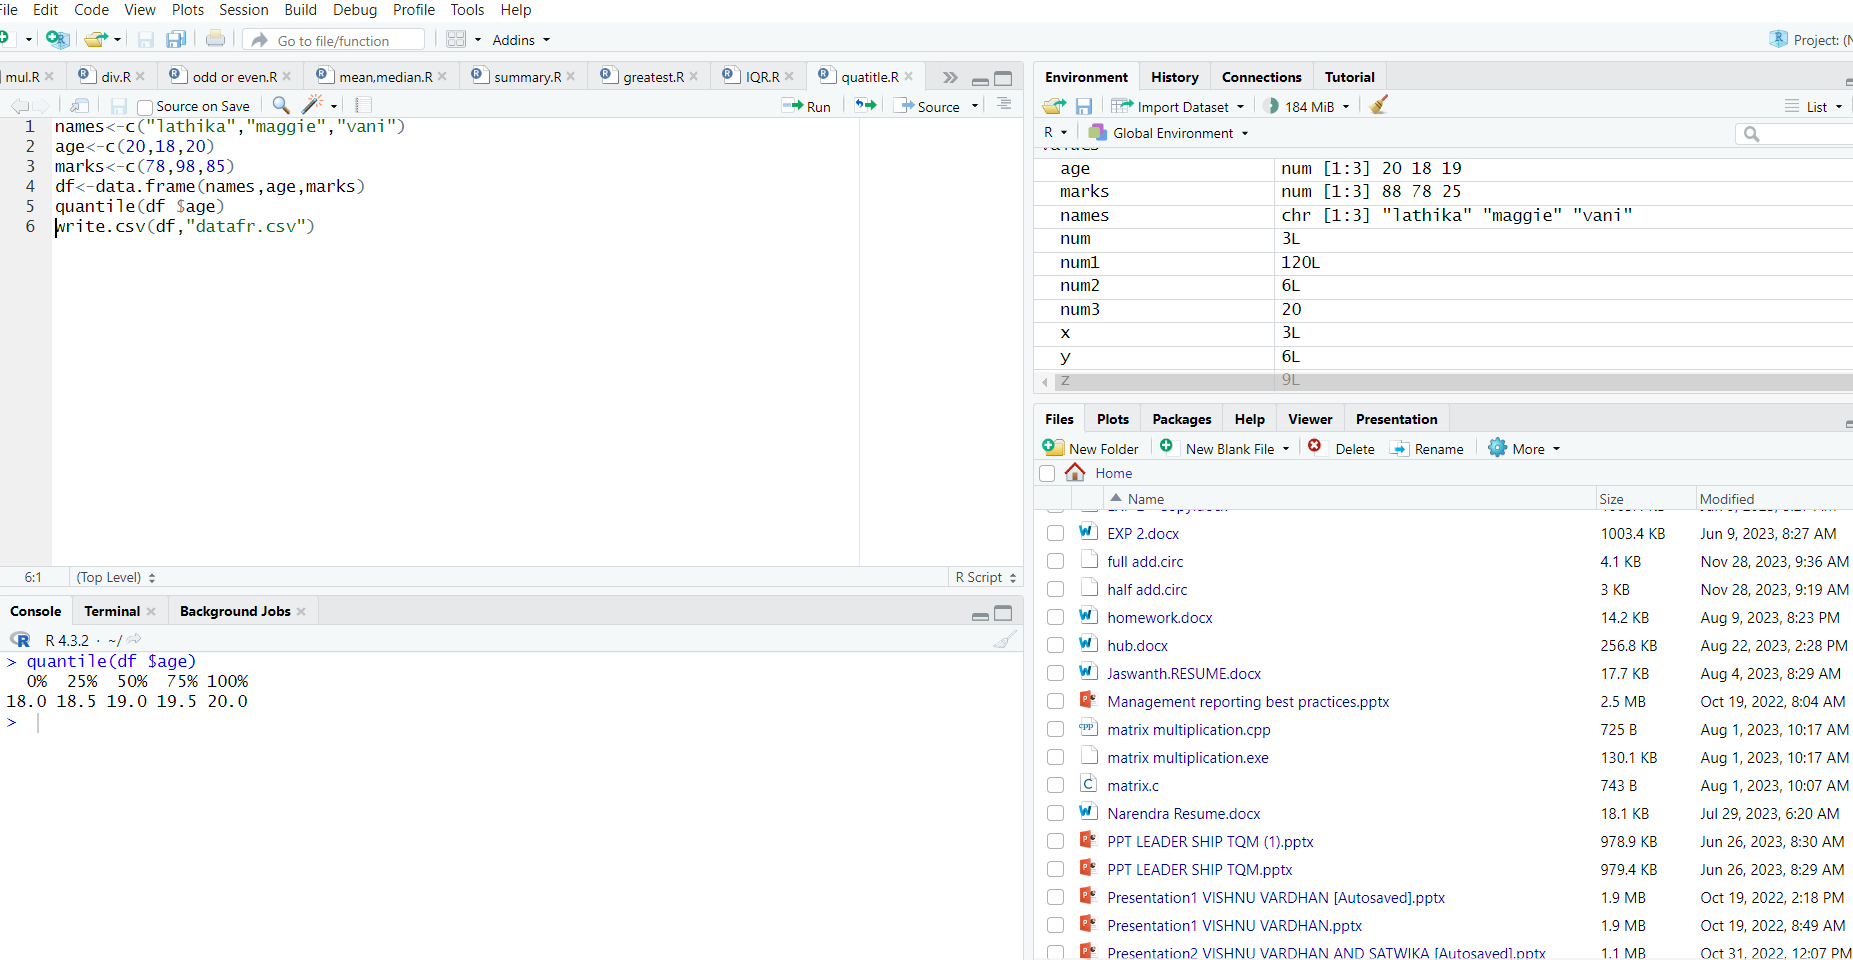 File Edit Code View Plots Session Build Debug Profile Tools Help
Go to file/function Addins Project: (N
mul.R div.R odd or even.R mean,median.R summary.R greatest.R IQR.R quatitle.R
Source on Save Run Source
1 names<-c("lathika","maggie","vani")
2 age<-c(20,18,20)
3 marks<-c(78,98,85)
4 df<-data.frame(names,age,marks)
5 quantile(df $age)
6 write.csv(df,"datafr.csv")
6:1 (Top Level) R Script
Console Terminal Background Jobs
R 4.3.2 · ~/
> quantile(df $age)
0% 25% 50% 75% 100%
18.0 18.5 19.0 19.5 20.0
>
Environment History Connections Tutorial
Import Dataset 184 MiB List
R Global Environment
values
age num [1:3] 20 18 19
marks num [1:3] 88 78 25
names chr [1:3] "lathika" "maggie" "vani"
num 3L
num1 120L
num2 6L
num3 20
x 3L
y 6L
z 9L
Files Plots Packages Help Viewer Presentation
New Folder New Blank File Delete Rename More
Home
Name Size Modified
EXP 2.docx 1003.4 KB Jun 9, 2023, 8:27 AM
full add.circ 4.1 KB Nov 28, 2023, 9:36 AM
half add.circ 3 KB Nov 28, 2023, 9:19 AM
homework.docx 14.2 KB Aug 9, 2023, 8:23 PM
hub.docx 256.8 KB Aug 22, 2023, 2:28 PM
Jaswanth.RESUME.docx 17.7 KB Aug 4, 2023, 8:29 AM
Management reporting best practices.pptx 2.5 MB Oct 19, 2022, 8:04 AM
matrix multiplication.cpp 725 B Aug 1, 2023, 10:17 AM
matrix multiplication.exe 130.1 KB Aug 1, 2023, 10:17 AM
matrix.c 743 B Aug 1, 2023, 10:07 AM
Narendra Resume.docx 18.1 KB Jul 29, 2023, 6:20 AM
PPT LEADER SHIP TQM (1).pptx 978.9 KB Jun 26, 2023, 8:30 AM
PPT LEADER SHIP TQM.pptx 979.4 KB Jun 26, 2023, 8:29 AM
Presentation1 VISHNU VARDHAN [Autosaved].pptx 1.9 MB Oct 19, 2022, 2:18 PM
Presentation1 VISHNU VARDHAN.pptx 1.9 MB Oct 19, 2022, 8:49 AM
Presentation2 VISHNU VARDHAN AND SATWIKA [Autosaved].pptx 1.1 MB Oct 31, 2022, 12:07 PM